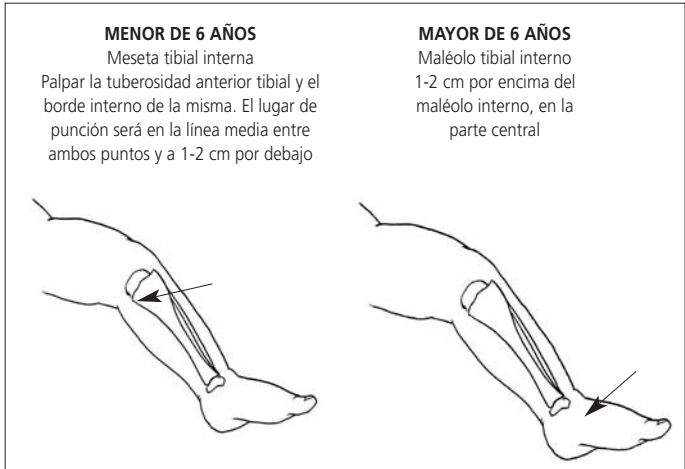 MENOR DE 6 AÑOS
Meseta tibial interna
Palpar la tuberosidad anterior tibial y el
borde interno de la misma. El lugar de
punción será en la línea media entre
ambos puntos y a 1-2 cm por debajo
MAYOR DE 6 AÑOS
Maléolo tibial interno
1-2 cm por encima del
maléolo interno, en la
parte central